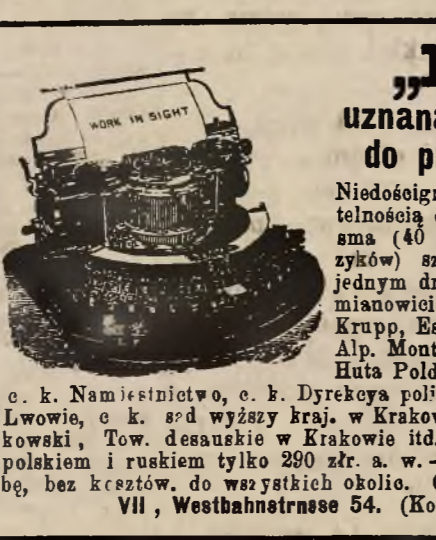 WORK IN SIGHT
„I
uznana
do p
Niedoścign
telnością
sma (40
zyków) sz
jednym dr
mianowici
Krupp, Es
Alp. Mont
Huta Pold
c. k. Namiestnictwo, c. k. Dyrekcya poli
Lwowie, c k. sąd wyższy kraj. w Krakow
kowski, Tow. desauskie w Krakowie itd.
polskiem i ruskiem tylko 290 złr. a. w. -
bę, bez kcsztów. do wszystkich okolic.
VII, Westbahnstrnsse 54. (Ko